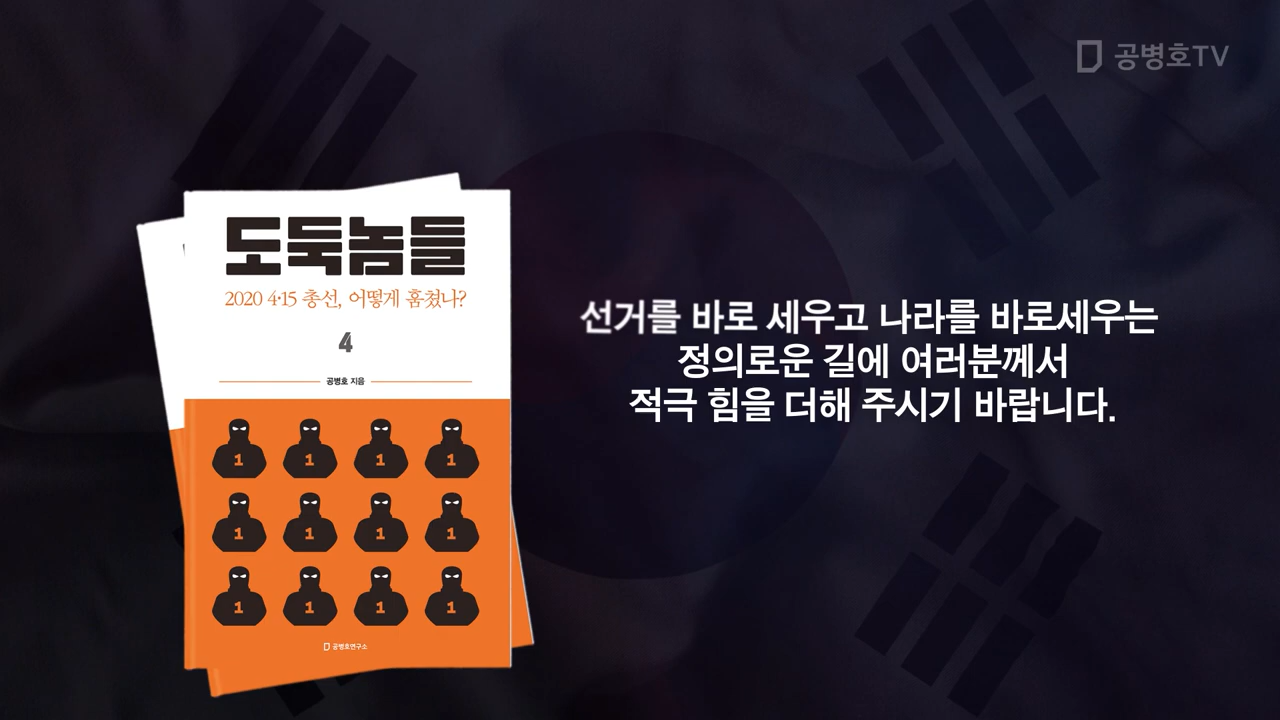 공병호TV
도둑놈들
2020 4·15 총선, 어떻게 훔쳤나?
4
공병호 지음
1 1 1 1
1 1 1 1
1 1 1 1
공병호연구소
선거를 바로 세우고 나라를 바로세우는
정의로운 길에 여러분께서
적극 힘을 더해 주시기 바랍니다.